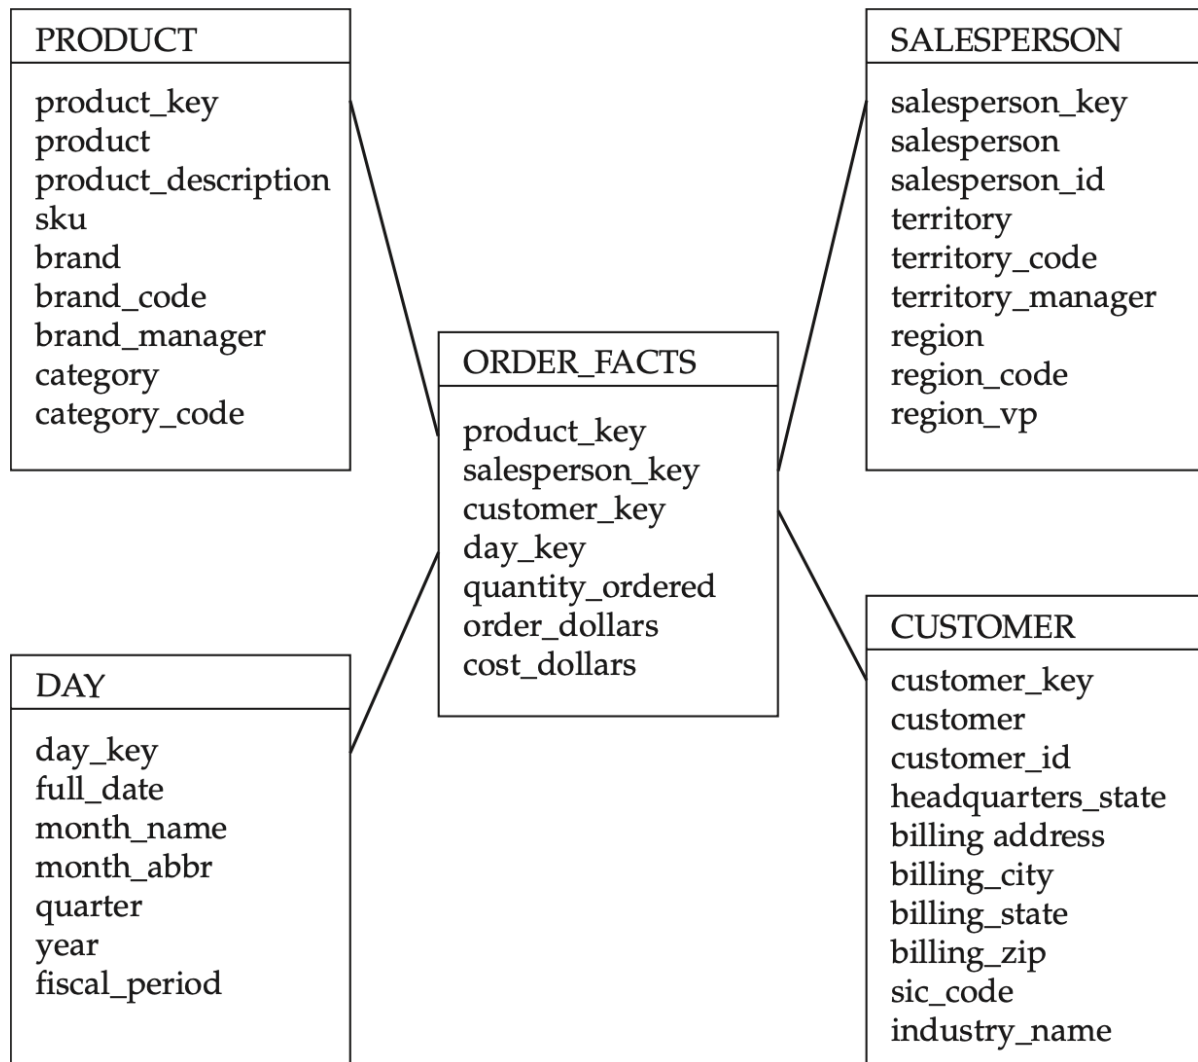 PRODUCT
product_key
product
product_description
sku
brand
brand_code
brand_manager
category
category_code
SALESPERSON
salesperson_key
salesperson
salesperson_id
territory
territory_code
territory_manager
region
region_code
region_vp
ORDER_FACTS
product_key
salesperson_key
customer_key
day_key
quantity_ordered
order_dollars
cost_dollars
DAY
day_key
full_date
month_name
month_abbr
quarter
year
fiscal_period
CUSTOMER
customer_key
customer
customer_id
headquarters_state
billing address
billing_city
billing_state
billing_zip
sic_code
industry_name